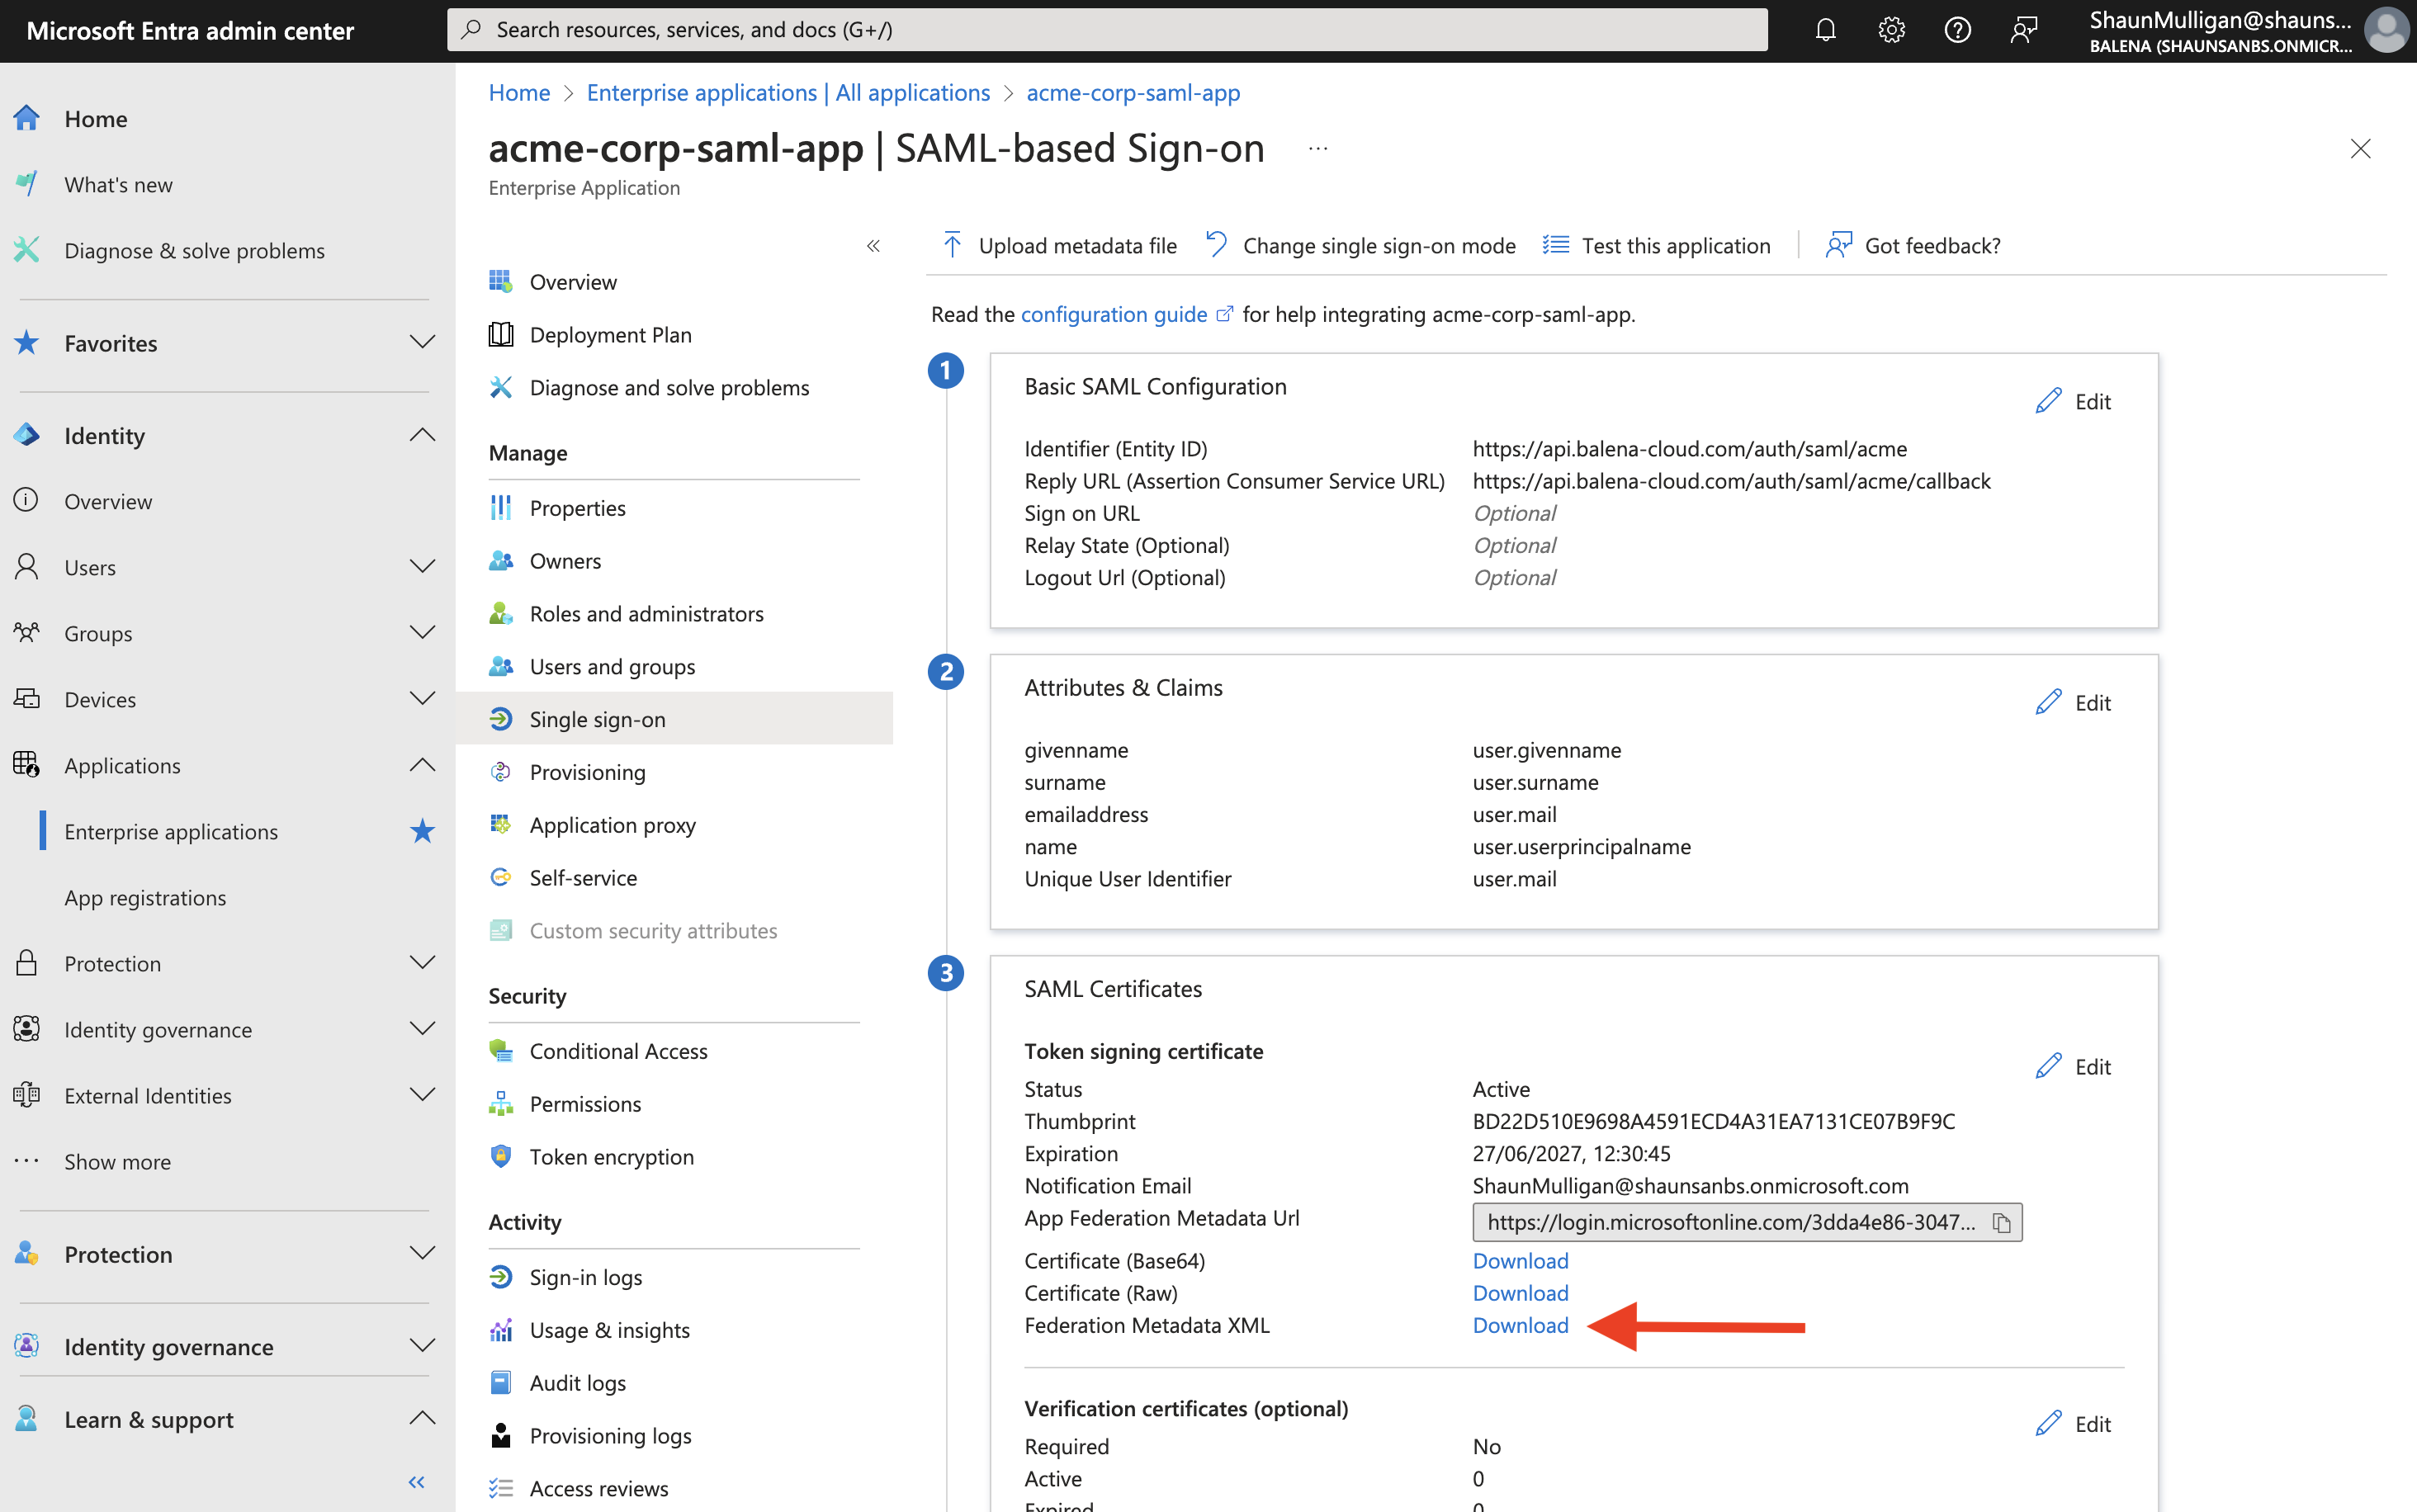 Microsoft Entra admin center
Search resources, services, and docs (G+/)
ShaunMulligan@shauns...
BALENA (SHAUNSANBS.ONMICR...
Home
What's new
Diagnose & solve problems
Favorites
Identity
Overview
Users
Groups
Devices
Applications
Enterprise applications
App registrations
Protection
Identity governance
External Identities
Show more
Protection
Identity governance
Learn & support
Home > Enterprise applications | All applications > acme-corp-saml-app
acme-corp-saml-app | SAML-based Sign-on ...
Enterprise Application
Overview
Deployment Plan
Diagnose and solve problems
Manage
Properties
Owners
Roles and administrators
Users and groups
Single sign-on
Provisioning
Application proxy
Self-service
Custom security attributes
Security
Conditional Access
Permissions
Token encryption
Activity
Sign-in logs
Usage & insights
Audit logs
Provisioning logs
Access reviews
Upload metadata file Change single sign-on mode Test this application Got feedback?
Read the configuration guide for help integrating acme-corp-saml-app.
1
Basic SAML Configuration
Edit
Identifier (Entity ID) https://api.balena-cloud.com/auth/saml/acme
Reply URL (Assertion Consumer Service URL) https://api.balena-cloud.com/auth/saml/acme/callback
Sign on URL Optional
Relay State (Optional) Optional
Logout Url (Optional) Optional
2
Attributes & Claims
Edit
givenname user.givenname
surname user.surname
emailaddress user.mail
name user.userprincipalname
Unique User Identifier user.mail
3
SAML Certificates
Token signing certificate
Edit
Status Active
Thumbprint BD22D510E9698A4591ECD4A31EA7131CE07B9F9C
Expiration 27/06/2027, 12:30:45
Notification Email ShaunMulligan@shaunsanbs.onmicrosoft.com
App Federation Metadata Url https://login.microsoftonline.com/3dda4e86-3047...
Certificate (Base64) Download
Certificate (Raw) Download
Federation Metadata XML Download
Verification certificates (optional)
Edit
Required No
Active 0
Expired 0